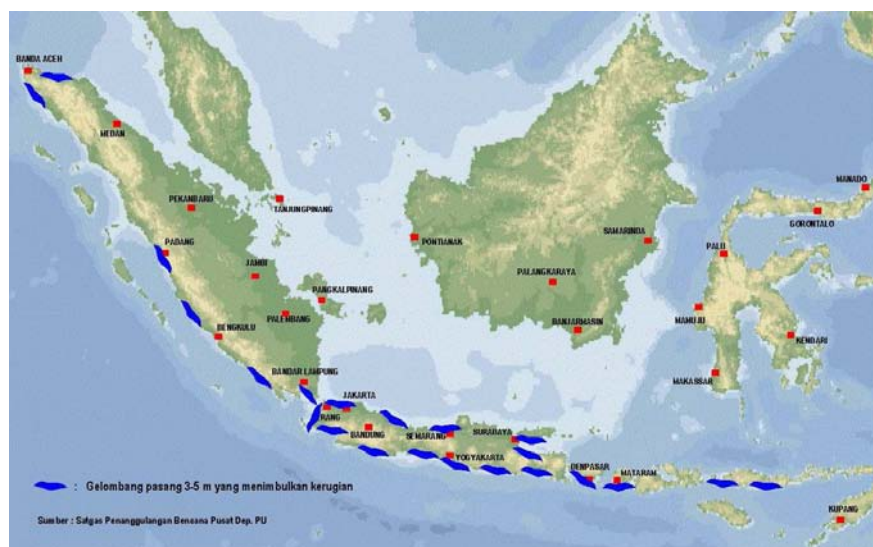 BANDA ACEH
MEDAN
MANADO
PEKANBARU
TANJUNGPINANG
GORONTALO
PONTIANAK
SAMARINDA
PADANG
PALU
JAMBI
PALANGKARAYA
PANGKALPINANG
MAMUJU
PALEMBANG
BENGKULU
BANJARMASIN
KENDARI
BANDAR LAMPUNG
MAKASSAR
JAKARTA
RANG
BANDUNG
SEMARANG
SURABAYA
YOGYAKARTA
DENPASAR
MATARAM
: Gelombang pasang 3-5 m yang menimbulkan kerugian
KUPANG
Sumber : Satgas Penanggulangan Bencana Pusat Dep. PU